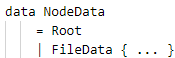 data NodeData
= Root
| FileData { ... }